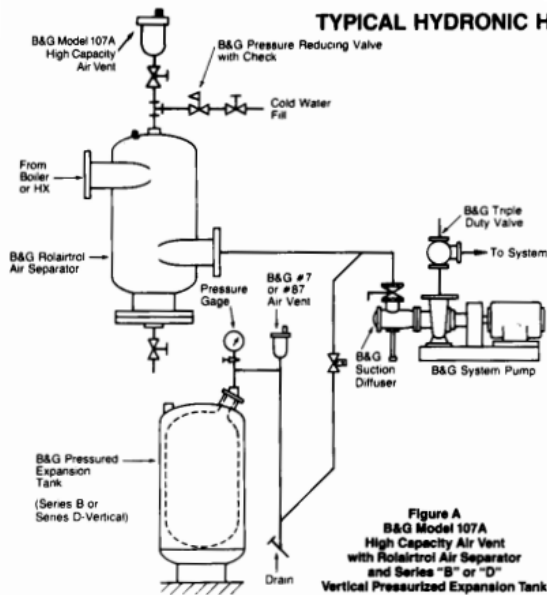 TYPICAL HYDRONIC H
B&G Model 107A
High Capacity
Air Vent
B&G Pressure Reducing Valve
with Check
Cold Water
Fill
From
Boiler
or HX
B&G Triple
Duty Valve
To System
B&G Rolairtrol
Air Separator
Pressure
Gage
B&G #7
or #87
Air Vent
B&G
Suction
Diffuser
B&G System Pump
B&G Pressured
Expansion
Tank
(Series B or
Series D-Vertical)
Drain
Figure A
B&G Model 107A
High Capacity Air Vent
with Rolairtrol Air Separator
and Series "B" or "D"
Vertical Pressurized Expansion Tank